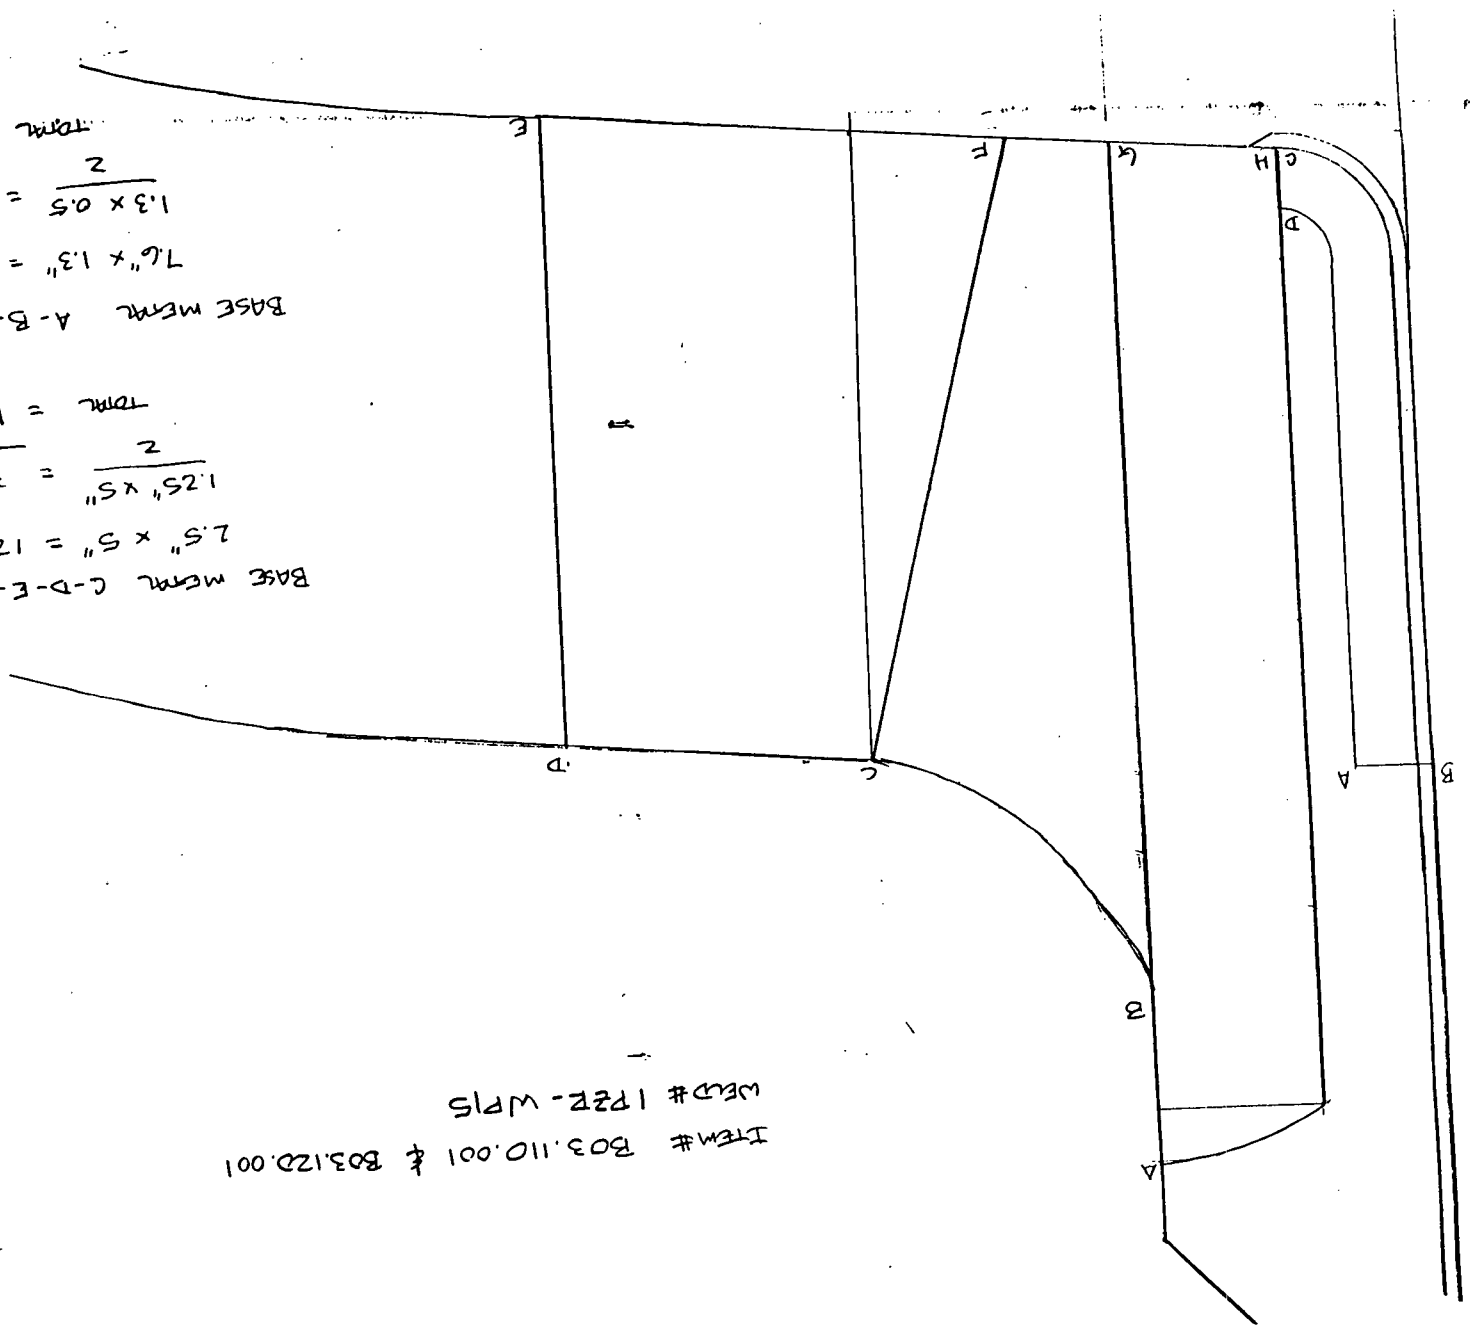 ITEM# B03.110.001 & B03.120.001
WELD# 1PZR-WP15
A
B
B
A
C
D
BASE METAL C-D-E-
2.5" x 5" = 12
1.25" x 5"
2
=
TOTAL =
BASE METAL A-B-
7.6" x 1.3" =
1.3 x 0.5
2
=
TOTAL
D
C
H
G
F
E